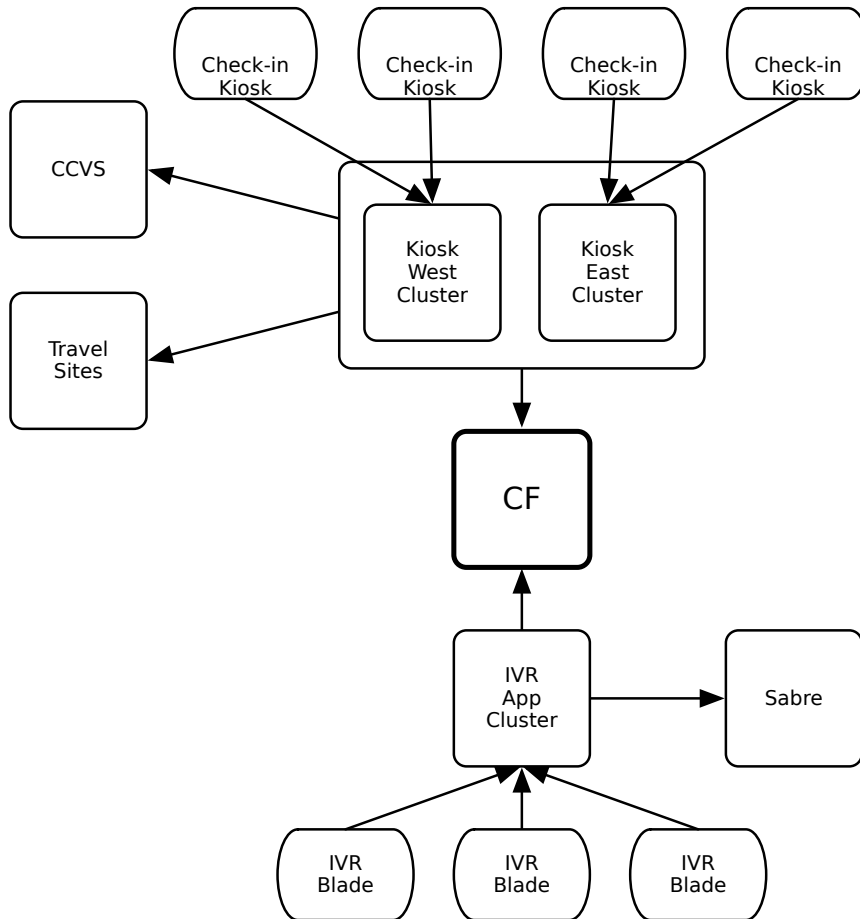 Check-in
Kiosk
Check-in
Kiosk
Check-in
Kiosk
Check-in
Kiosk
CCVS
Kiosk
West
Cluster
Kiosk
East
Cluster
Travel
Sites
CF
IVR
App
Cluster
Sabre
IVR
Blade
IVR
Blade
IVR
Blade